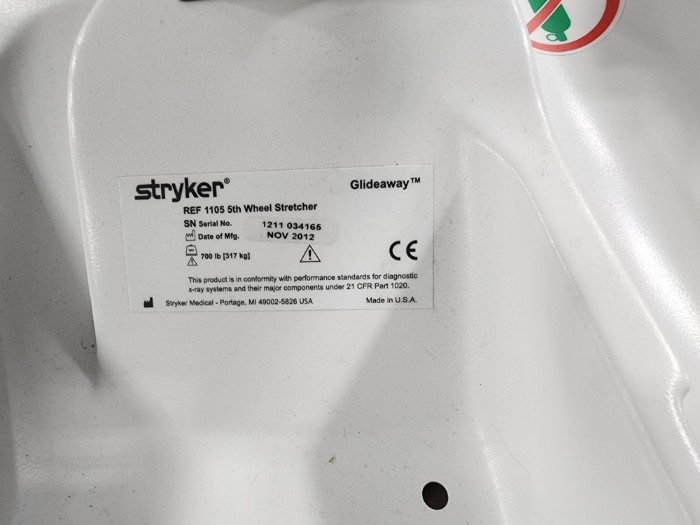 stryker®
Glideaway™
REF 1105 5th Wheel Stretcher
SN Serial No. 1211 034165
Date of Mfg. NOV 2012
700 lb [317 kg]
CE
This product is in conformity with performance standards for diagnostic
x-ray systems and their major components under 21 CFR Part 1020.
Stryker Medical - Portage, MI 49002-5826 USA
Made in U.S.A.